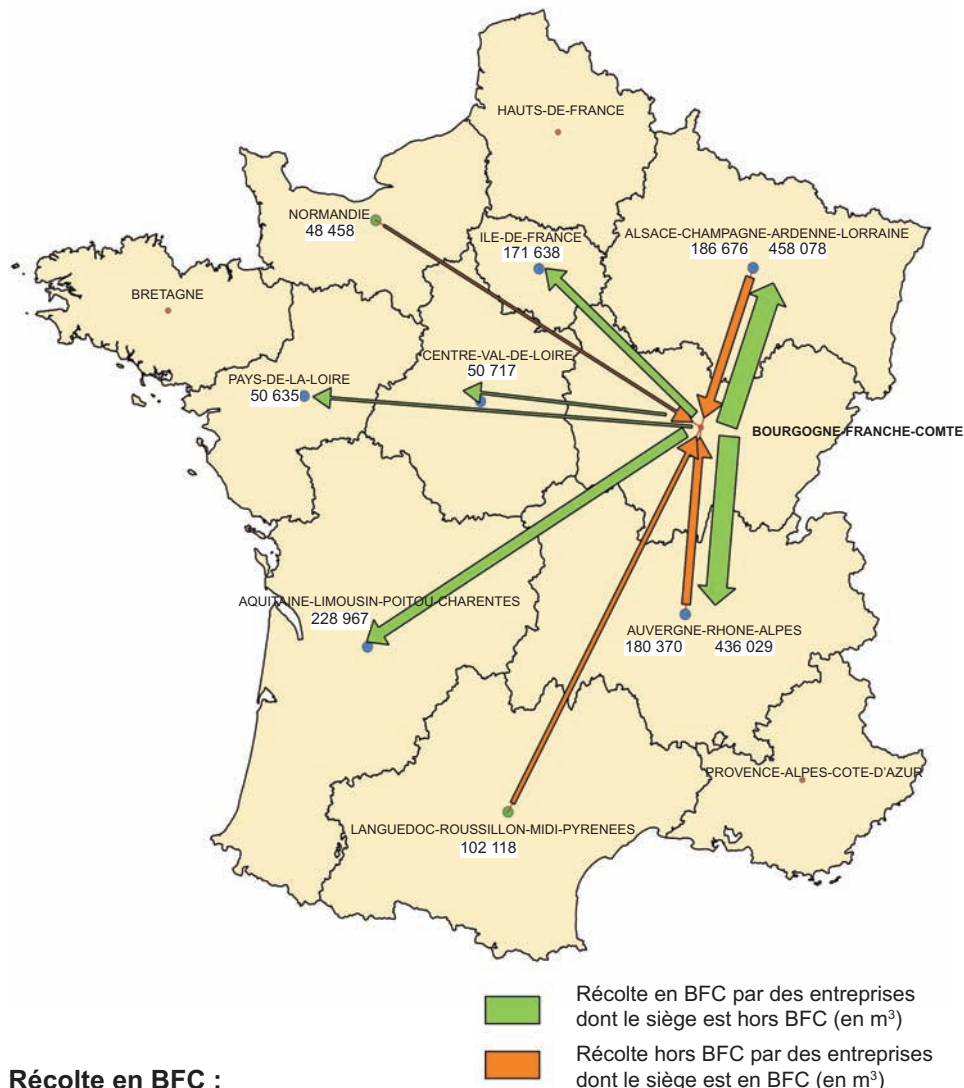 HAUTS-DE-FRANCE
NORMANDIE
48 458
ILE-DE-FRANCE
171 638
ALSACE-CHAMPAGNE-ARDENNE-LORRAINE
186 676 458 078
BRETAGNE
CENTRE-VAL-DE-LOIRE
50 717
PAYS-DE-LA-LOIRE
50 635
BOURGOGNE-FRANCHE-COMTE
AQUITAINE-LIMOUSIN-POITOU-CHARENTES
228 967
AUVERGNE-RHONE-ALPES
180 370 436 029
PROVENCE-ALPES-COTE-D'AZUR
LANGUEDOC-ROUSSILLON-MIDI-PYRENEES
102 118
Récolte en BFC par des entreprises
dont le siège est hors BFC (en m³)
Récolte hors BFC par des entreprises
dont le siège est en BFC (en m³)
Récolte en BFC :